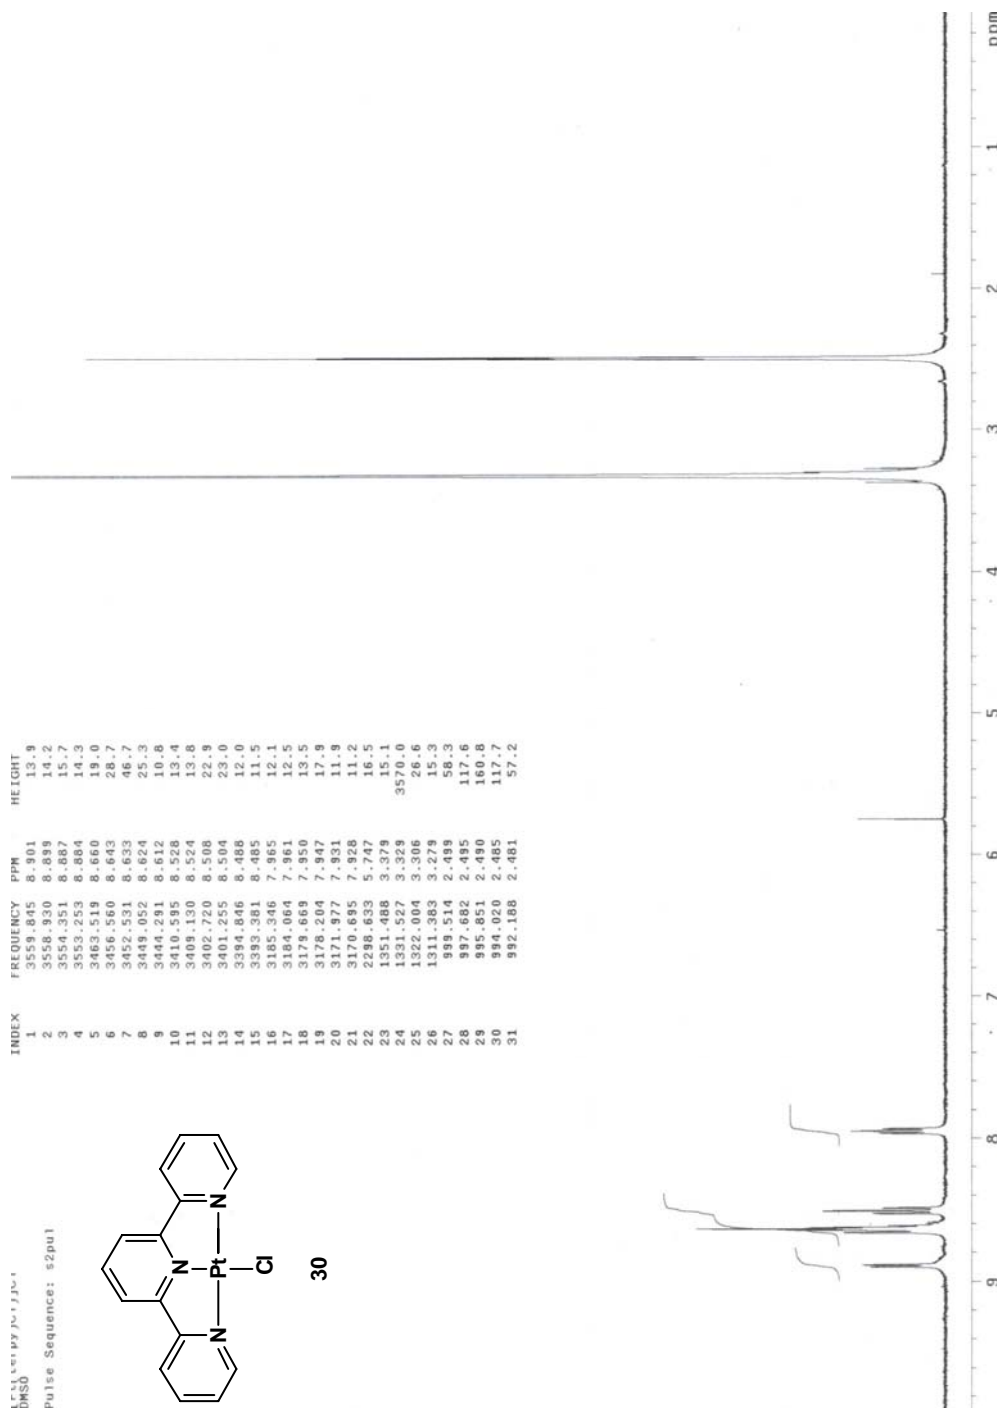 DMSO
Pulse Sequence: s2pul
N
N
N
Pt
Cl
30
INDEX FREQUENCY PPM HEIGHT
1 3559.845 8.901 13.9
2 3558.930 8.899 14.2
3 3554.351 8.887 15.7
4 3553.253 8.884 14.3
5 3463.519 8.660 19.0
6 3456.560 8.643 28.7
7 3452.531 8.633 46.7
8 3449.052 8.624 25.3
9 3444.291 8.612 10.8
10 3410.595 8.528 13.4
11 3409.130 8.524 13.8
12 3402.720 8.508 22.9
13 3401.255 8.504 23.0
14 3394.846 8.488 12.0
15 3393.381 8.485 11.5
16 3185.346 7.965 12.1
17 3184.064 7.961 12.5
18 3179.669 7.950 13.5
19 3178.204 7.947 17.9
20 3171.977 7.931 11.9
21 3170.695 7.928 11.2
22 2298.633 5.747 16.5
23 1351.488 3.379 15.1
24 1331.527 3.329 3570.0
25 1322.004 3.306 26.6
26 1311.383 3.279 15.3
27 999.514 2.499 58.3
28 997.682 2.495 117.6
29 995.851 2.490 160.8
30 994.020 2.485 117.7
31 992.188 2.481 57.2
9 8 7 6 5 4 3 2 1 ppm